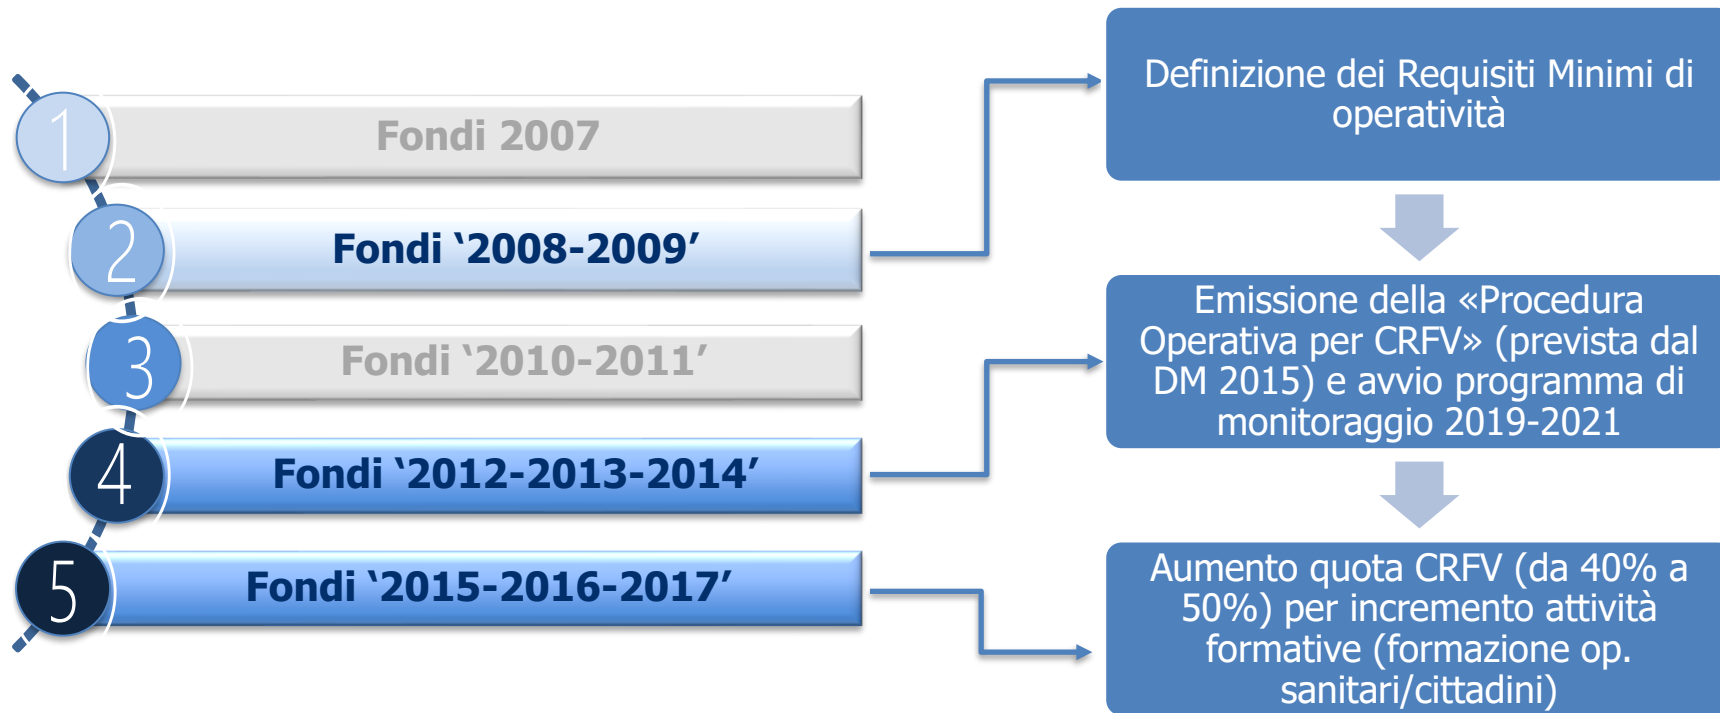 1
Fondi 2007
2
Fondi ‘2008-2009’
3
Fondi ‘2010-2011’
4
Fondi ‘2012-2013-2014’
5
Fondi ‘2015-2016-2017’
Definizione dei Requisiti Minimi di
operatività
Emissione della «Procedura
Operativa per CRFV» (prevista dal
DM 2015) e avvio programma di
monitoraggio 2019-2021
Aumento quota CRFV (da 40% a
50%) per incremento attività
formative (formazione op.
sanitari/cittadini)